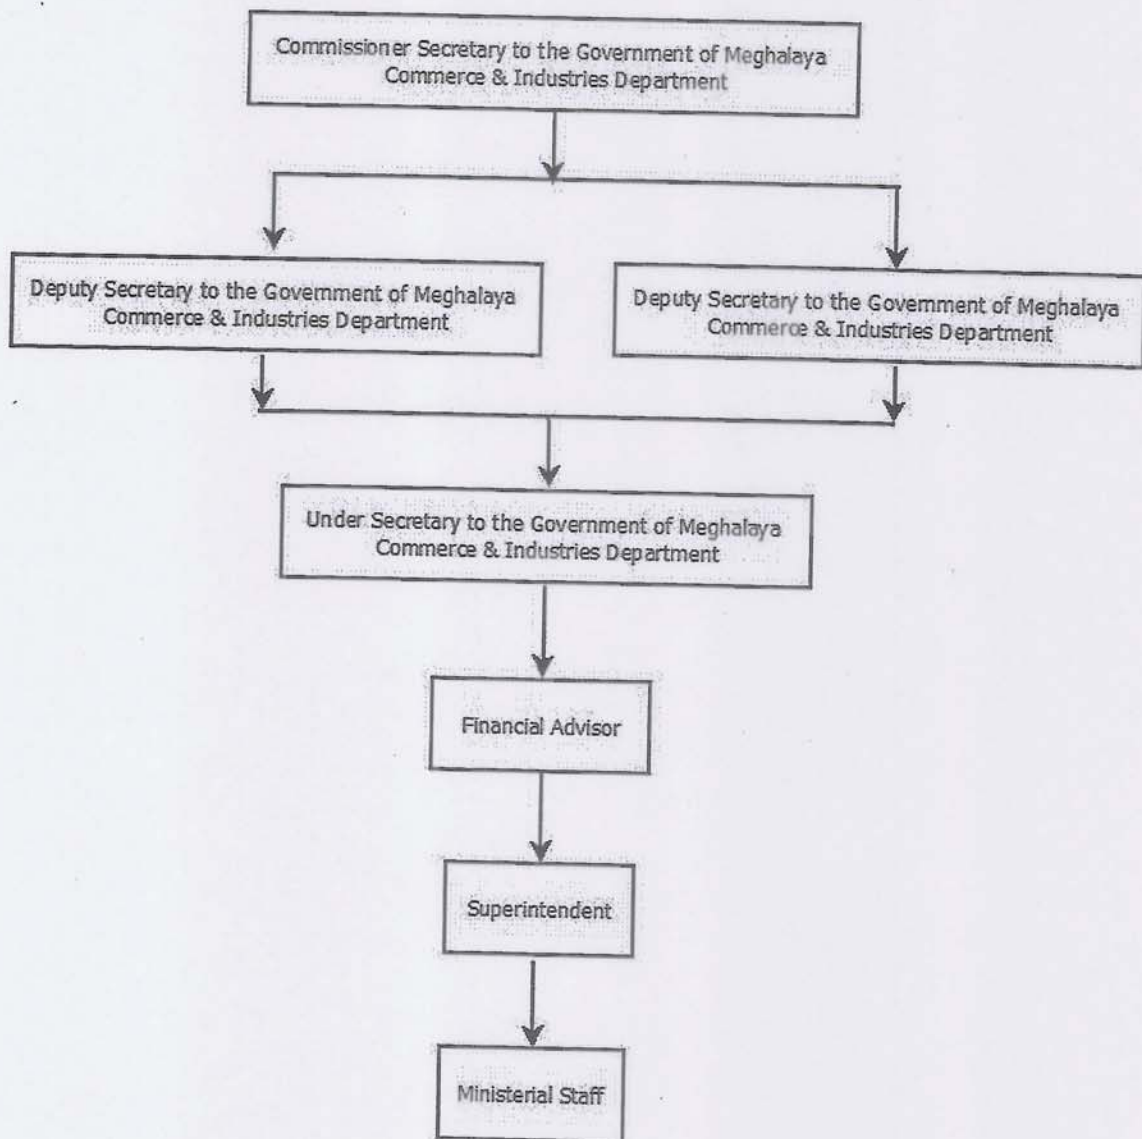 Commissioner Secretary to the Government of Meghalaya
Commerce & Industries Department
Deputy Secretary to the Government of Meghalaya
Commerce & Industries Department
Deputy Secretary to the Government of Meghalaya
Commerce & Industries Department
Under Secretary to the Government of Meghalaya
Commerce & Industries Department
Financial Advisor
Superintendent
Ministerial Staff